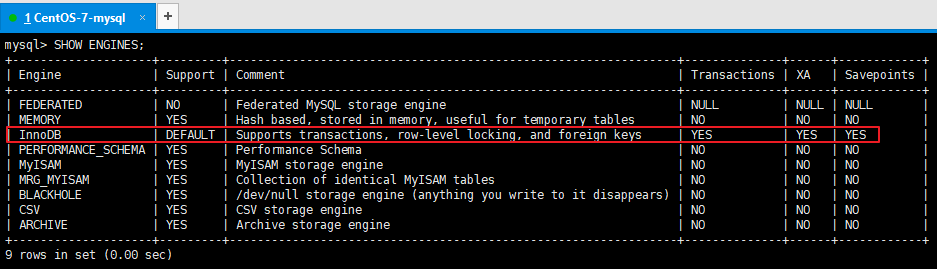 1 CentOS-7-mysql × +
mysql> SHOW ENGINES;
+--------------------+---------+----------------------------------------------------------------+--------------+------+------------+
| Engine             | Support | Comment                                                        | Transactions | XA   | Savepoints |
+--------------------+---------+----------------------------------------------------------------+--------------+------+------------+
| FEDERATED          | NO      | Federated MySQL storage engine                                 | NULL         | NULL | NULL       |
| MEMORY             | YES     | Hash based, stored in memory, useful for temporary tables      | NO           | NO   | NO         |
| InnoDB             | DEFAULT | Supports transactions, row-level locking, and foreign keys     | YES          | YES  | YES        |
| PERFORMANCE_SCHEMA | YES     | Performance Schema                                             | NO           | NO   | NO         |
| MyISAM             | YES     | MyISAM storage engine                                          | NO           | NO   | NO         |
| MRG_MYISAM         | YES     | Collection of identical MyISAM tables                          | NO           | NO   | NO         |
| BLACKHOLE          | YES     | /dev/null storage engine (anything you write to it disappears) | NO           | NO   | NO         |
| CSV                | YES     | CSV storage engine                                             | NO           | NO   | NO         |
| ARCHIVE            | YES     | Archive storage engine                                         | NO           | NO   | NO         |
+--------------------+---------+----------------------------------------------------------------+--------------+------+------------+
9 rows in set (0.00 sec)